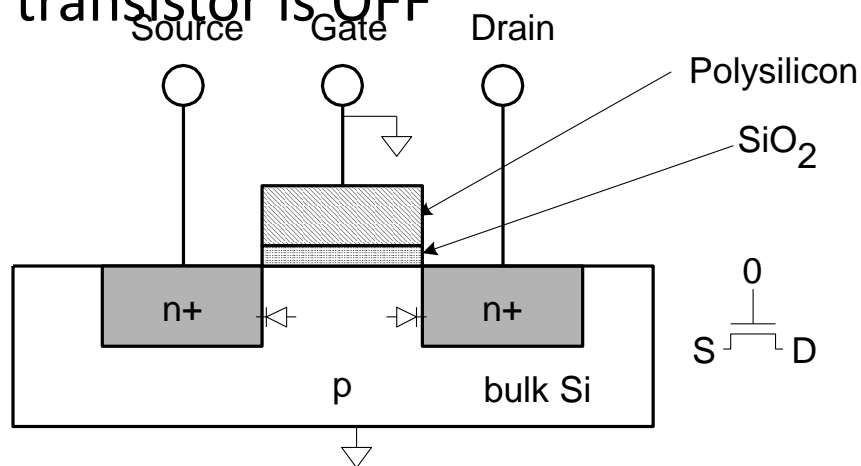 transistor is OFF
Source Gate Drain
Polysilicon
SiO2
n+ n+
0
S D
p bulk Si